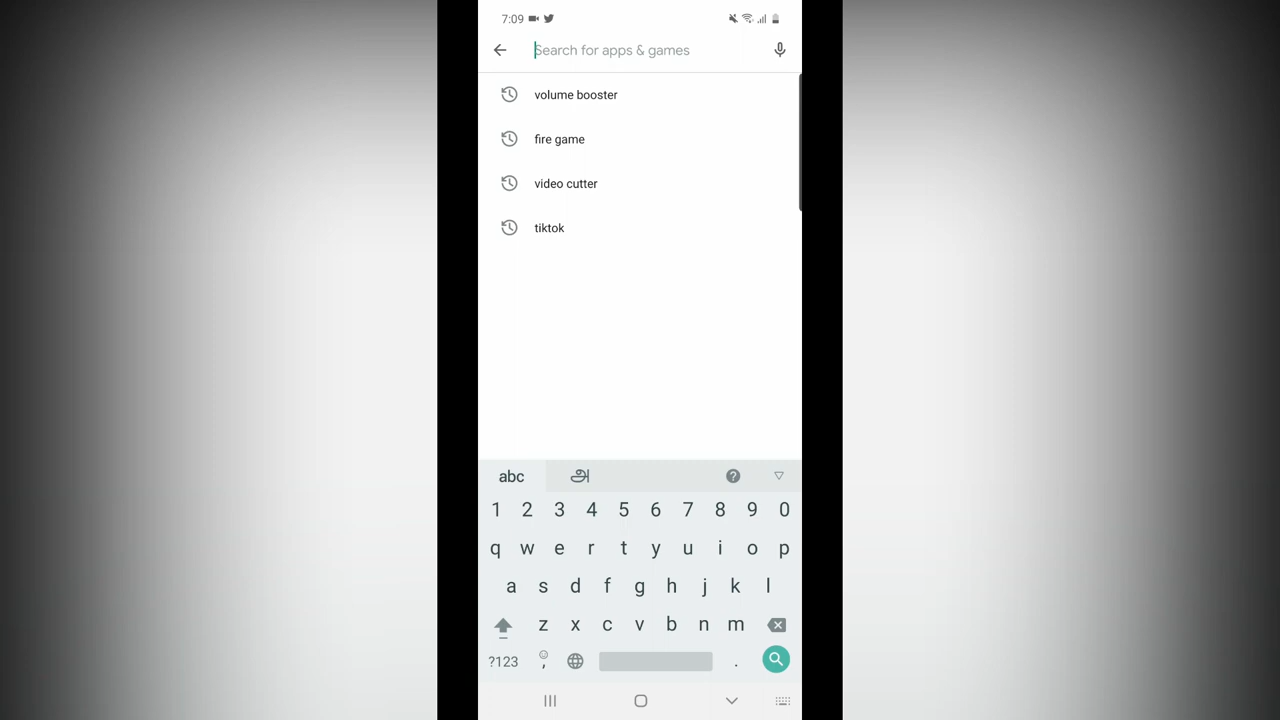 7:09
Search for apps & games
volume booster
fire game
video cutter
tiktok
abc அ
1 2 3 4 5 6 7 8 9 0
q w e r t y u i o p
a s d f g h j k l
z x c v b n m
?123 , .